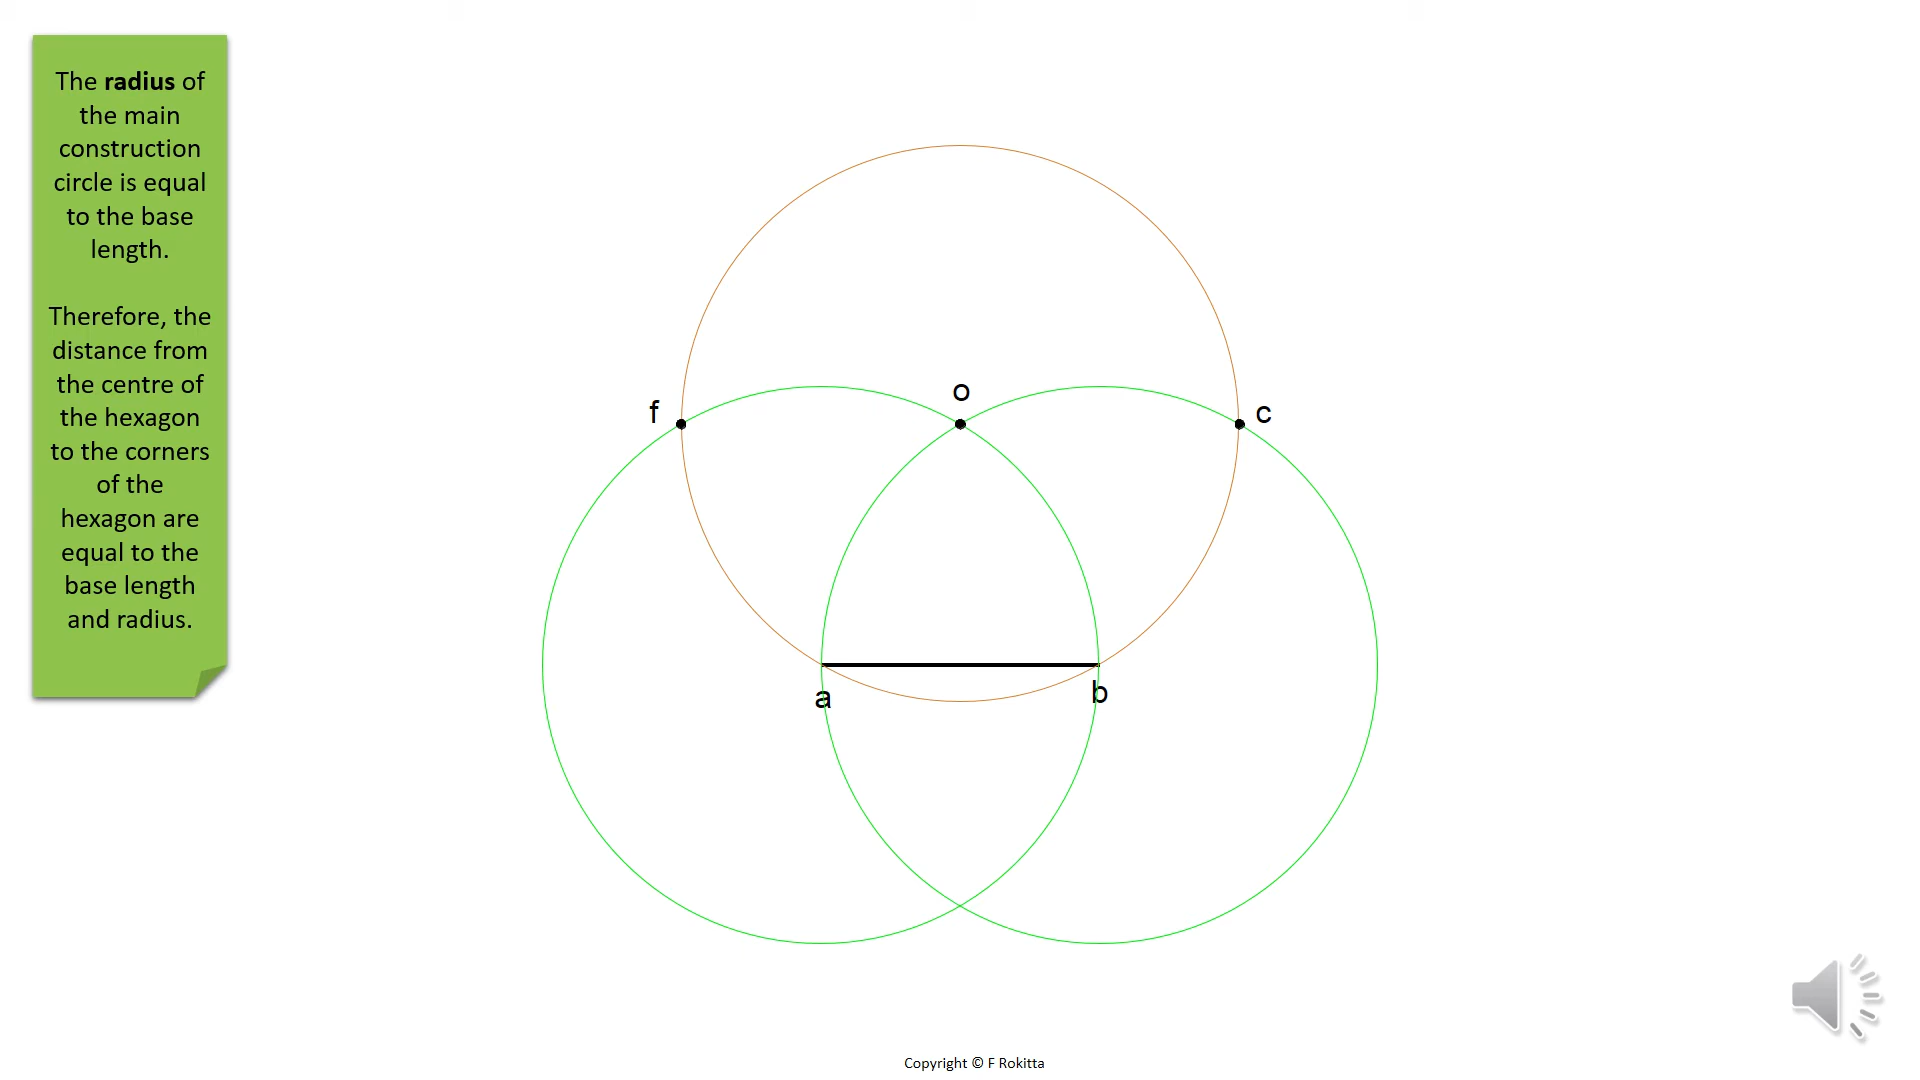 The radius of
the main
construction
circle is equal
to the base
length.
Therefore, the
distance from
the centre of
the hexagon
to the corners
of the
hexagon are
equal to the
base length
and radius.
o
f
c
a
b
Copyright © F Rokitta